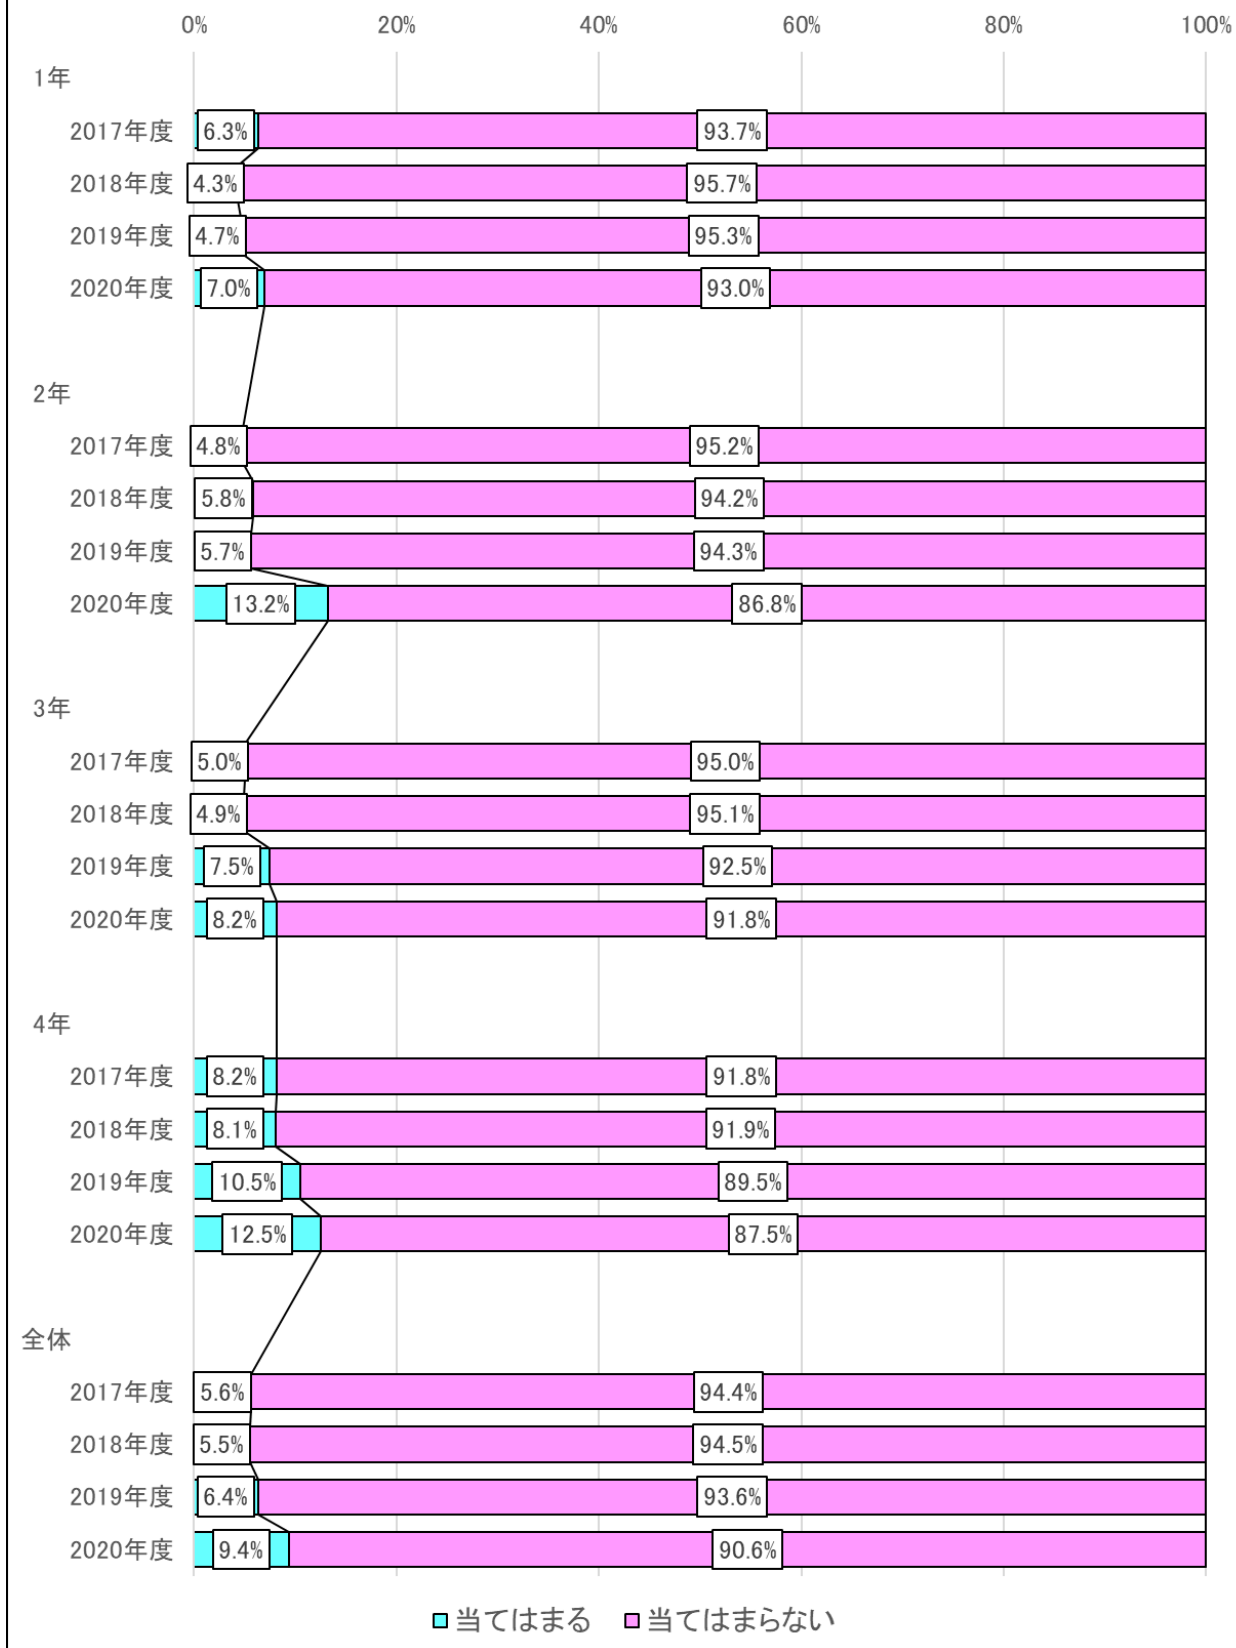 0% 20% 40% 60% 80% 100%
1年
2017年度 6.3% 93.7%
2018年度 4.3% 95.7%
2019年度 4.7% 95.3%
2020年度 7.0% 93.0%
2年
2017年度 4.8% 95.2%
2018年度 5.8% 94.2%
2019年度 5.7% 94.3%
2020年度 13.2% 86.8%
3年
2017年度 5.0% 95.0%
2018年度 4.9% 95.1%
2019年度 7.5% 92.5%
2020年度 8.2% 91.8%
4年
2017年度 8.2% 91.8%
2018年度 8.1% 91.9%
2019年度 10.5% 89.5%
2020年度 12.5% 87.5%
全体
2017年度 5.6% 94.4%
2018年度 5.5% 94.5%
2019年度 6.4% 93.6%
2020年度 9.4% 90.6%
当てはまる 当てはまらない